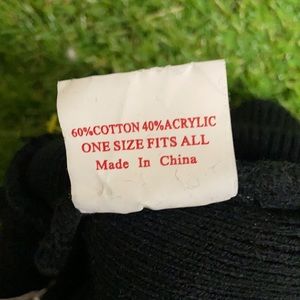 60%COTTON 40%ACRYLIC
ONE SIZE FITS ALL
Made In China